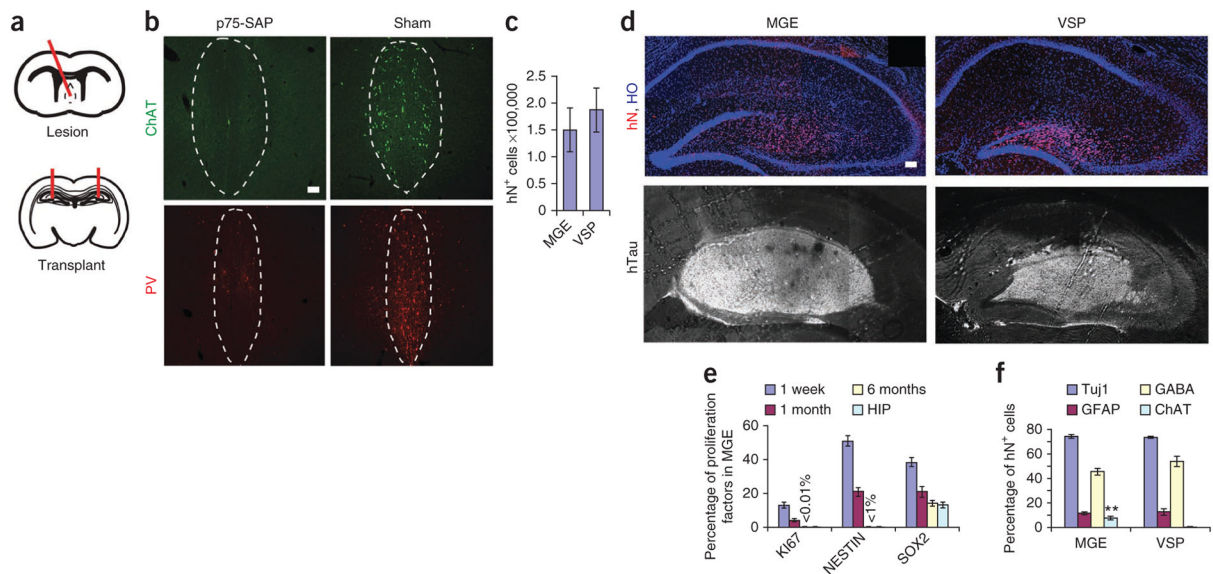 a
Lesion
Transplant
b
p75-SAP
Sham
ChAT
PV
c
hN⁺ cells ×100,000
2.5
2.0
1.5
1.0
0.5
0
MGE
VSP
d
MGE
VSP
hN, HO
hTau
e
1 week
6 months
1 month
HIP
Percentage of proliferation
factors in MGE
60
40
20
0
<0.01%
<1%
KI67
NESTIN
SOX2
f
Tuj1
GABA
GFAP
ChAT
Percentage of hN⁺ cells
80
60
40
20
0
**
MGE
VSP